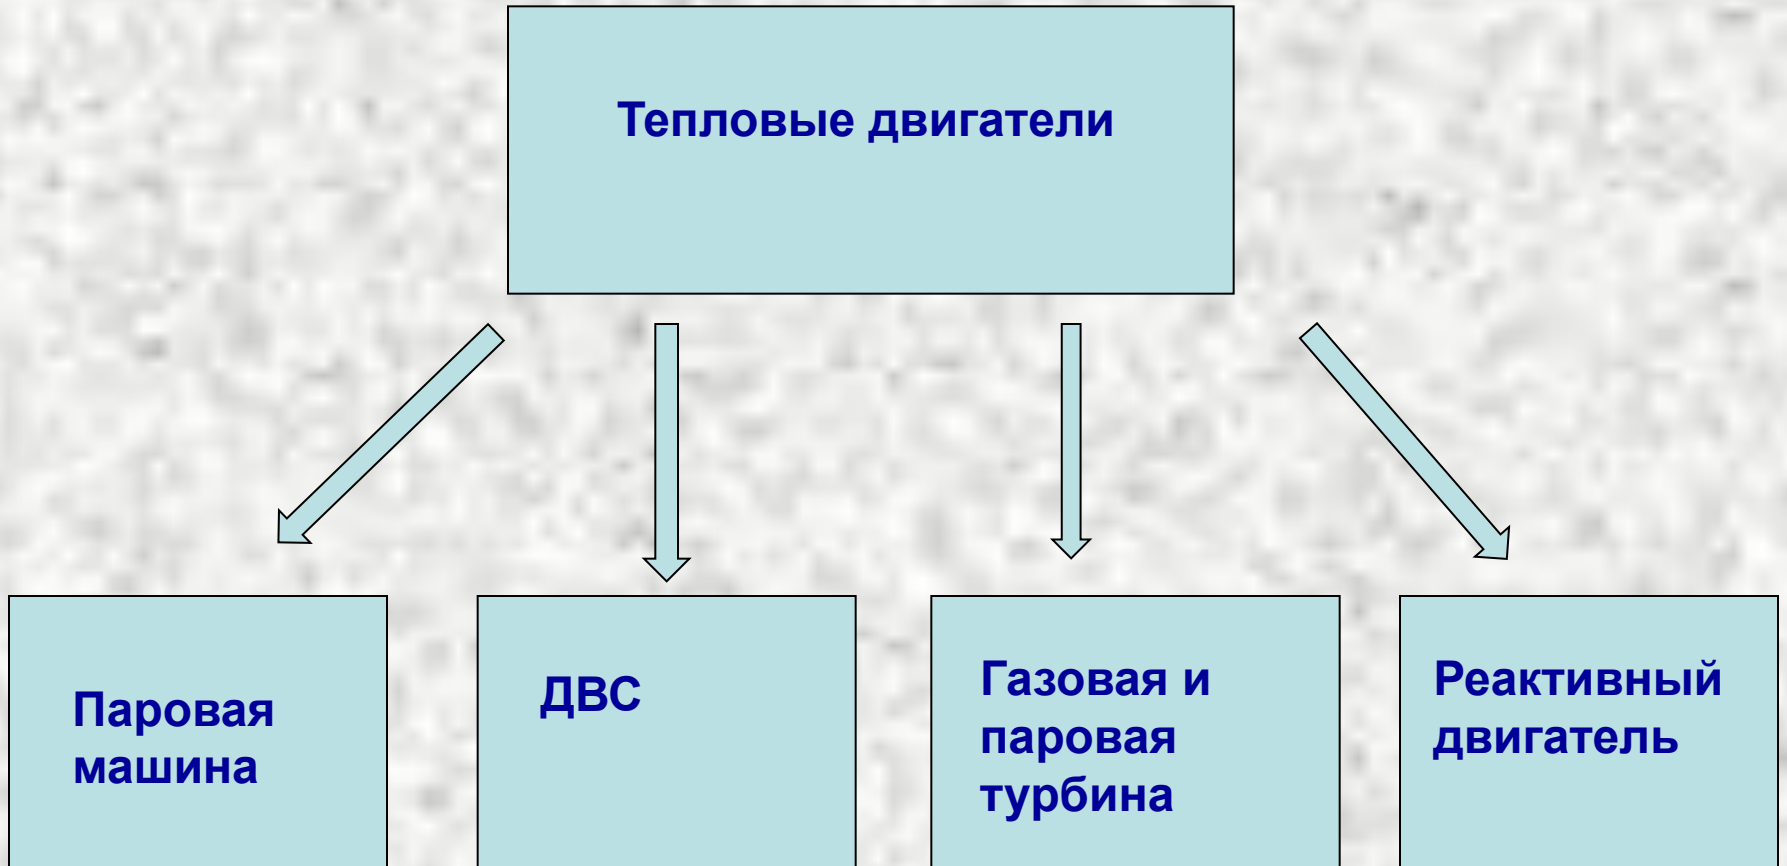 Тепловые двигатели
Паровая
машина
ДВС
Газовая и
паровая
турбина
Реактивный
двигатель